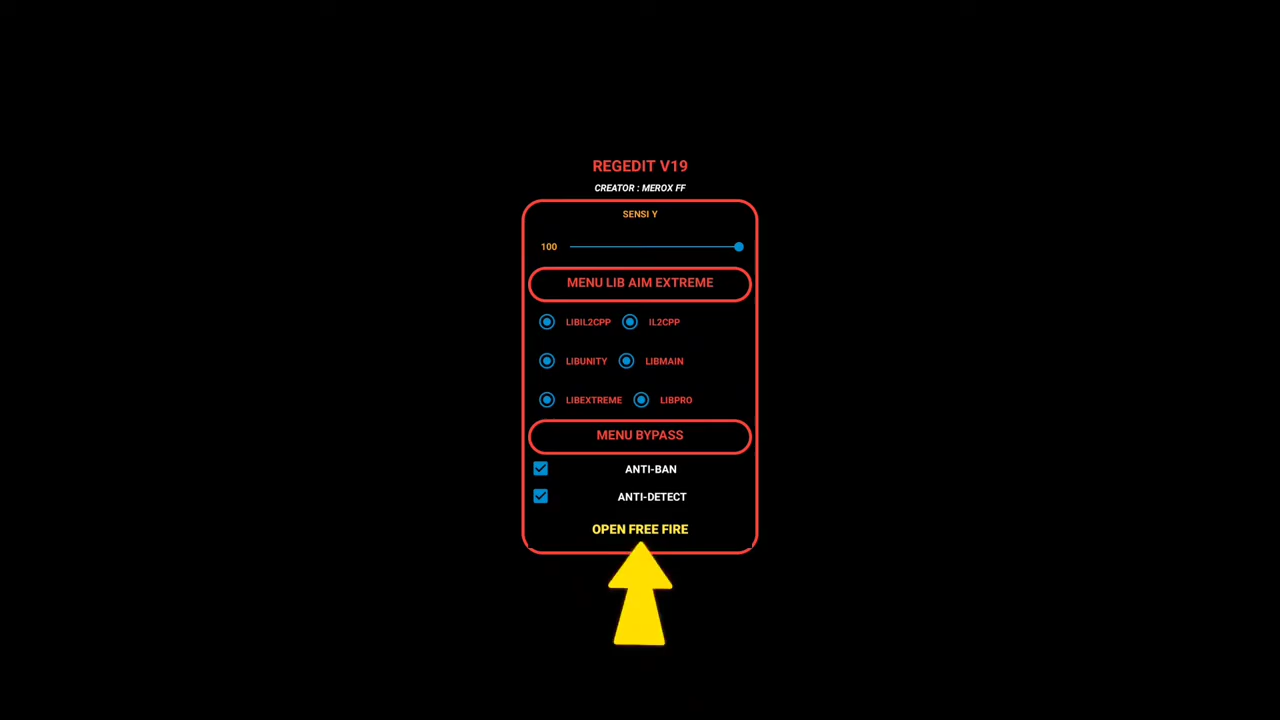 REGEDIT V19
CREATOR : MEROX FF
SENSI Y
100
MENU LIB AIM EXTREME
LIBIL2CPP IL2CPP
LIBUNITY LIBMAIN
LIBEXTREME LIBPRO
MENU BYPASS
ANTI-BAN
ANTI-DETECT
OPEN FREE FIRE